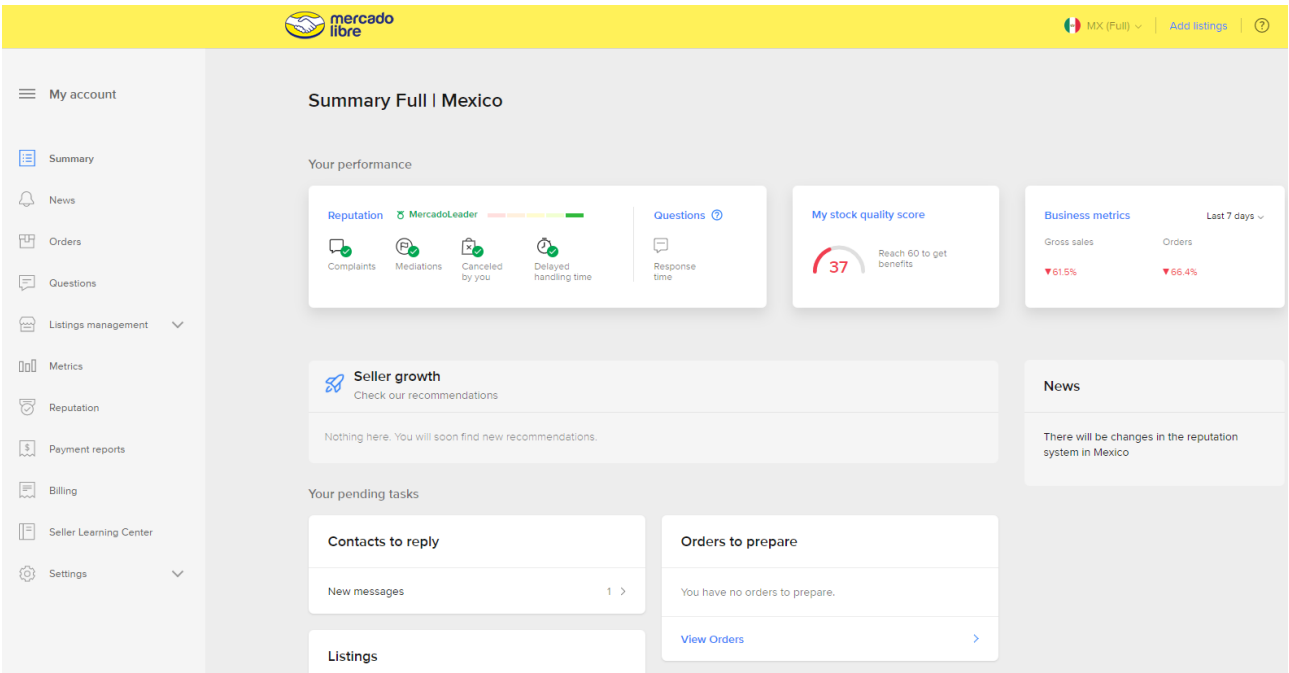 mercado
libre
MX (Full)
Add listings
?
My account
Summary
News
Orders
Questions
Listings management
Metrics
Reputation
$
Payment reports
Billing
Seller Learning Center
Settings
Summary Full | Mexico
Your performance
Reputation
MercadoLeader
Complaints
Mediations
Canceled
by you
Delayed
handling time
Questions ?
Response
time
My stock quality score
37
Reach 60 to get
benefits
Business metrics
Last 7 days
Gross sales
Orders
▼61.5%
▼66.4%
Seller growth
Check our recommendations
Nothing here. You will soon find new recommendations.
News
There will be changes in the reputation
system in Mexico
Your pending tasks
Contacts to reply
New messages
1
Orders to prepare
You have no orders to prepare.
View Orders
Listings